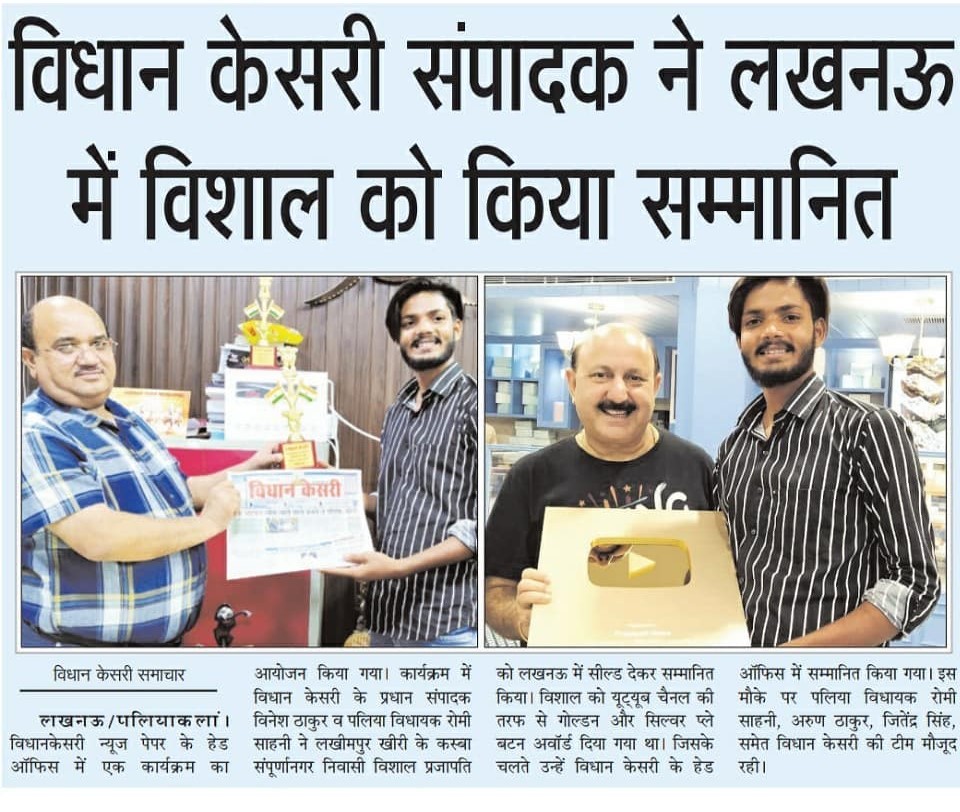 विधान केसरी संपादक ने लखनऊ
में विशाल को किया सम्मानित
विधान केसरी
विधान केसरी समाचार
लखनऊ/पलियाकलां।
विधानकेसरी न्यूज पेपर के हेड
ऑफिस में एक कार्यक्रम का
आयोजन किया गया। कार्यक्रम में
विधान केसरी के प्रधान संपादक
विनेश ठाकुर व पलिया विधायक रोमी
साहनी ने लखीमपुर खीरी के कस्बा
संपूर्णानगर निवासी विशाल प्रजापति
को लखनऊ में सील्ड देकर सम्मानित
किया। विशाल को यूट्यूब चैनल की
तरफ से गोल्डन और सिल्वर प्ले
बटन अवॉर्ड दिया गया था। जिसके
चलते उन्हें विधान केसरी के हेड
ऑफिस में सम्मानित किया गया। इस
मौके पर पलिया विधायक रोमी
साहनी, अरुण ठाकुर, जितेंद्र सिंह,
समेत विधान केसरी की टीम मौजूद
रही।